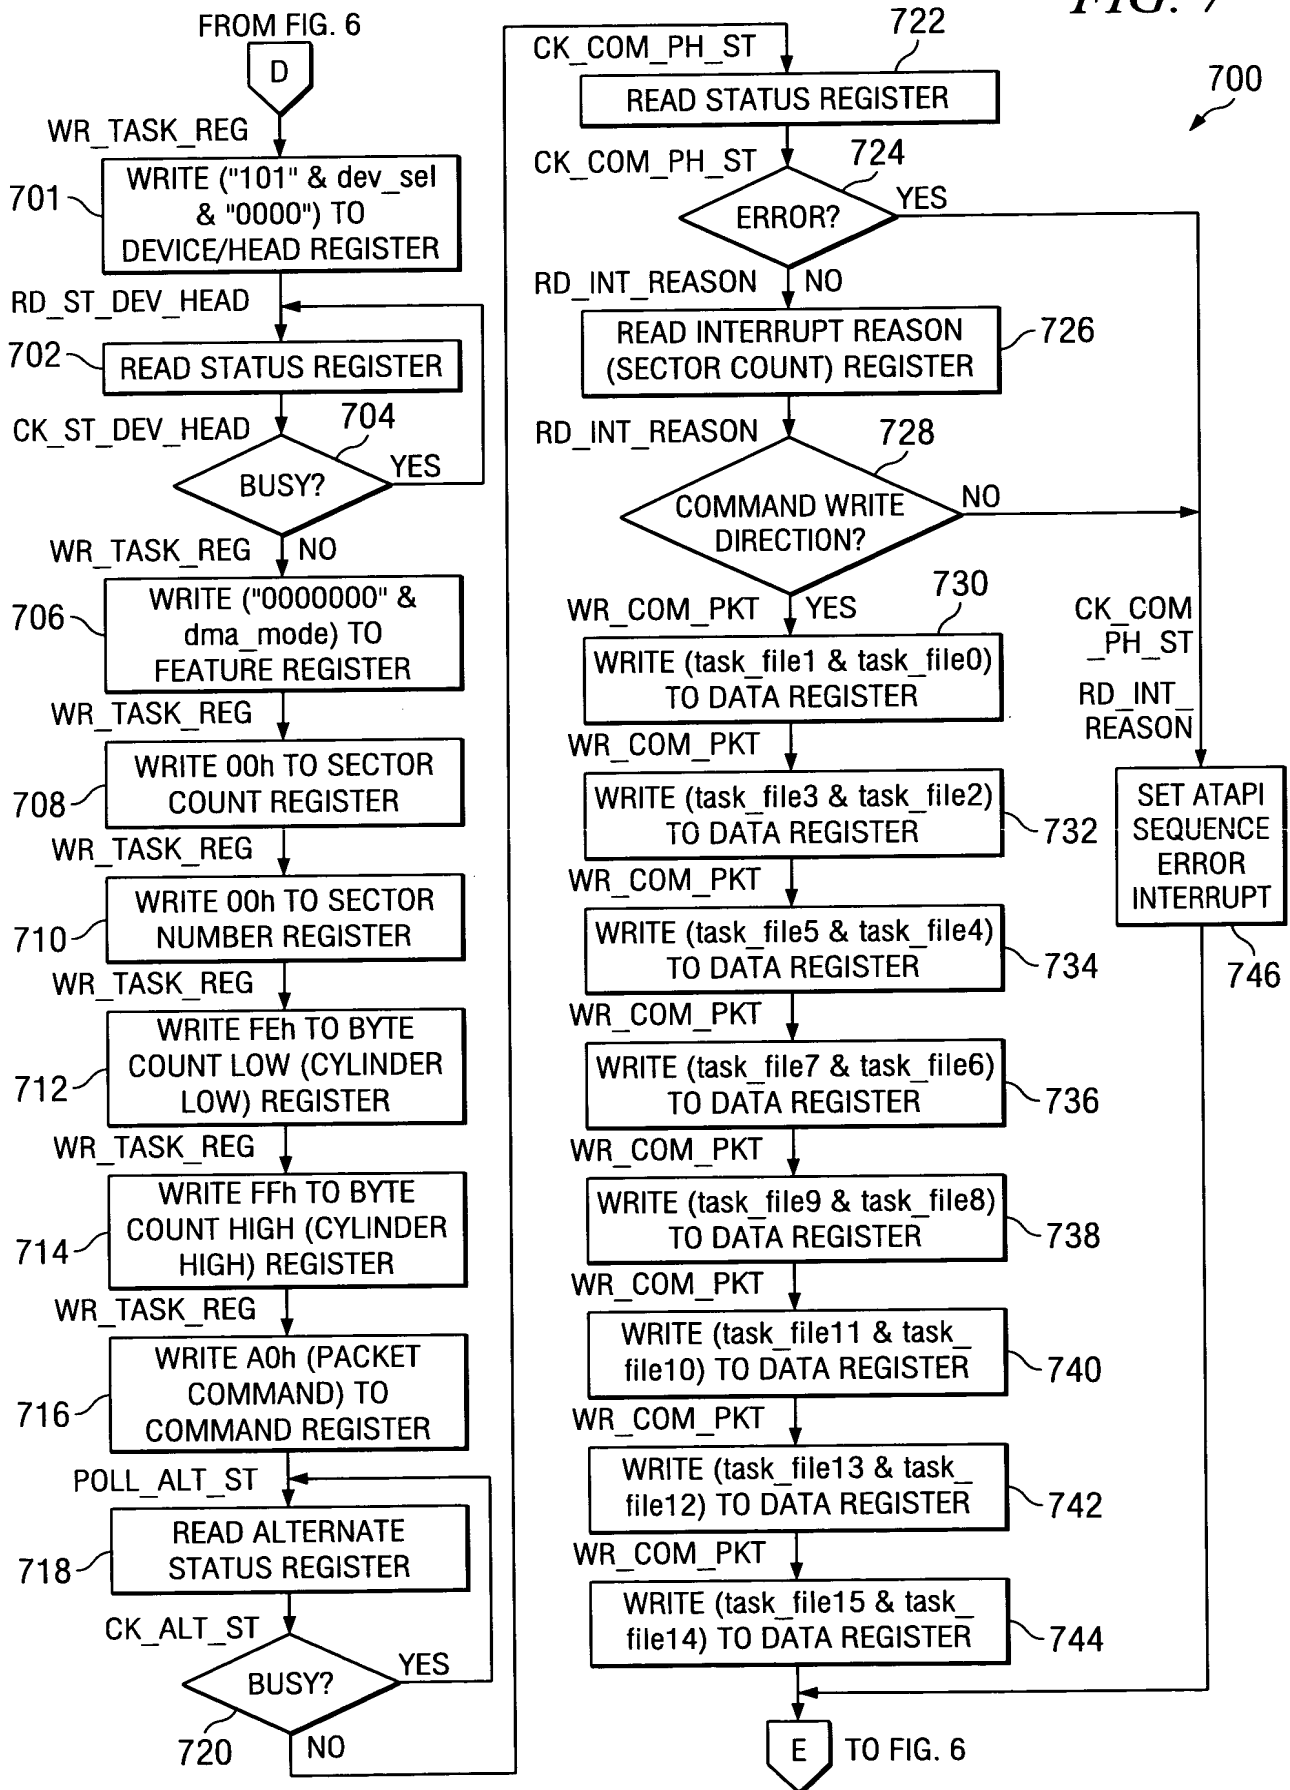 FIG. 7
700
FROM FIG. 6
D
WR_TASK_REG
701
WRITE ("101" & dev_sel
& "0000") TO
DEVICE/HEAD REGISTER
RD_ST_DEV_HEAD
702
READ STATUS REGISTER
CK_ST_DEV_HEAD
704
BUSY?
YES
WR_TASK_REG
NO
706
WRITE ("0000000" &
dma_mode) TO
FEATURE REGISTER
WR_TASK_REG
708
WRITE 00h TO SECTOR
COUNT REGISTER
WR_TASK_REG
710
WRITE 00h TO SECTOR
NUMBER REGISTER
WR_TASK_REG
712
WRITE FEh TO BYTE
COUNT LOW (CYLINDER
LOW) REGISTER
WR_TASK_REG
714
WRITE FFh TO BYTE
COUNT HIGH (CYLINDER
HIGH) REGISTER
WR_TASK_REG
716
WRITE A0h (PACKET
COMMAND) TO
COMMAND REGISTER
POLL_ALT_ST
718
READ ALTERNATE
STATUS REGISTER
CK_ALT_ST
BUSY?
YES
720
NO
722
CK_COM_PH_ST
READ STATUS REGISTER
CK_COM_PH_ST
724
ERROR?
YES
RD_INT_REASON
NO
READ INTERRUPT REASON
(SECTOR COUNT) REGISTER
726
RD_INT_REASON
728
COMMAND WRITE
DIRECTION?
NO
WR_COM_PKT
YES
730
WRITE (task_file1 & task_file0)
TO DATA REGISTER
WR_COM_PKT
WRITE (task_file3 & task_file2)
TO DATA REGISTER
732
WR_COM_PKT
WRITE (task_file5 & task_file4)
TO DATA REGISTER
734
WR_COM_PKT
WRITE (task_file7 & task_file6)
TO DATA REGISTER
736
WR_COM_PKT
WRITE (task_file9 & task_file8)
TO DATA REGISTER
738
WR_COM_PKT
WRITE (task_file11 & task_
file10) TO DATA REGISTER
740
WR_COM_PKT
WRITE (task_file13 & task_
file12) TO DATA REGISTER
742
WR_COM_PKT
WRITE (task_file15 & task_
file14) TO DATA REGISTER
744
CK_COM
_PH_ST
RD_INT_
REASON
SET ATAPI
SEQUENCE
ERROR
INTERRUPT
746
E
TO FIG. 6